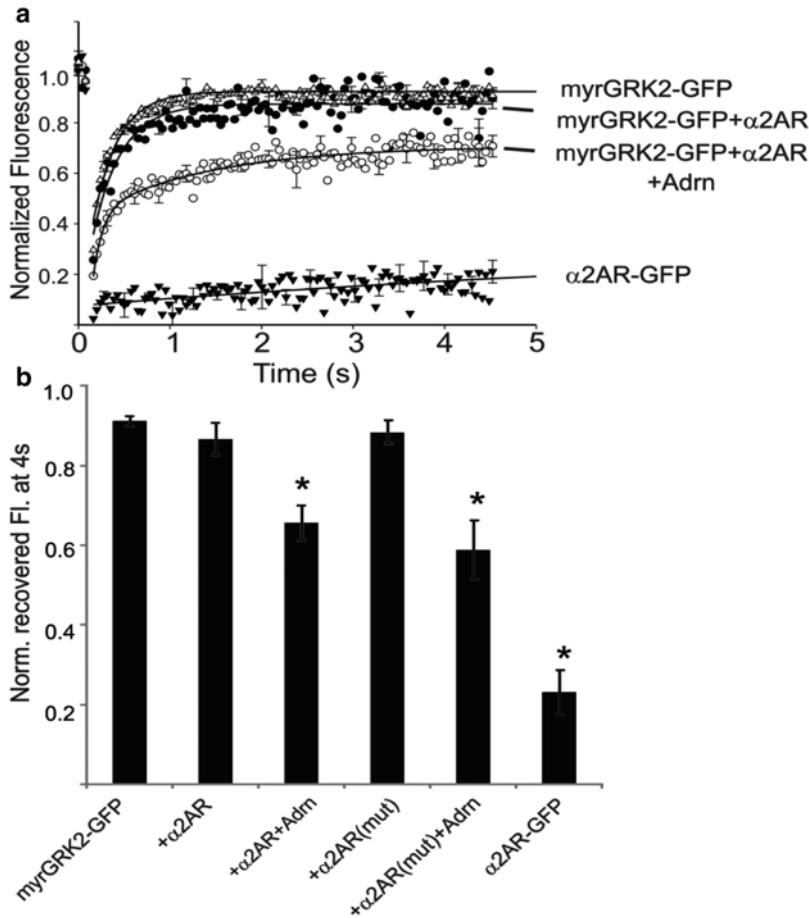 a
Normalized Fluorescence
1.0
0.8
0.6
0.4
0.2
0
1
2
3
4
5
Time (s)
myrGRK2-GFP
myrGRK2-GFP+α2AR
myrGRK2-GFP+α2AR
+Adrn
α2AR-GFP
b
Norm. recovered Fl. at 4s
1.0
0.8
0.6
0.4
0.2
*
*
*
myrGRK2-GFP
+α2AR
+α2AR+Adrn
+α2AR(mut)
+α2AR(mut)+Adrn
α2AR-GFP